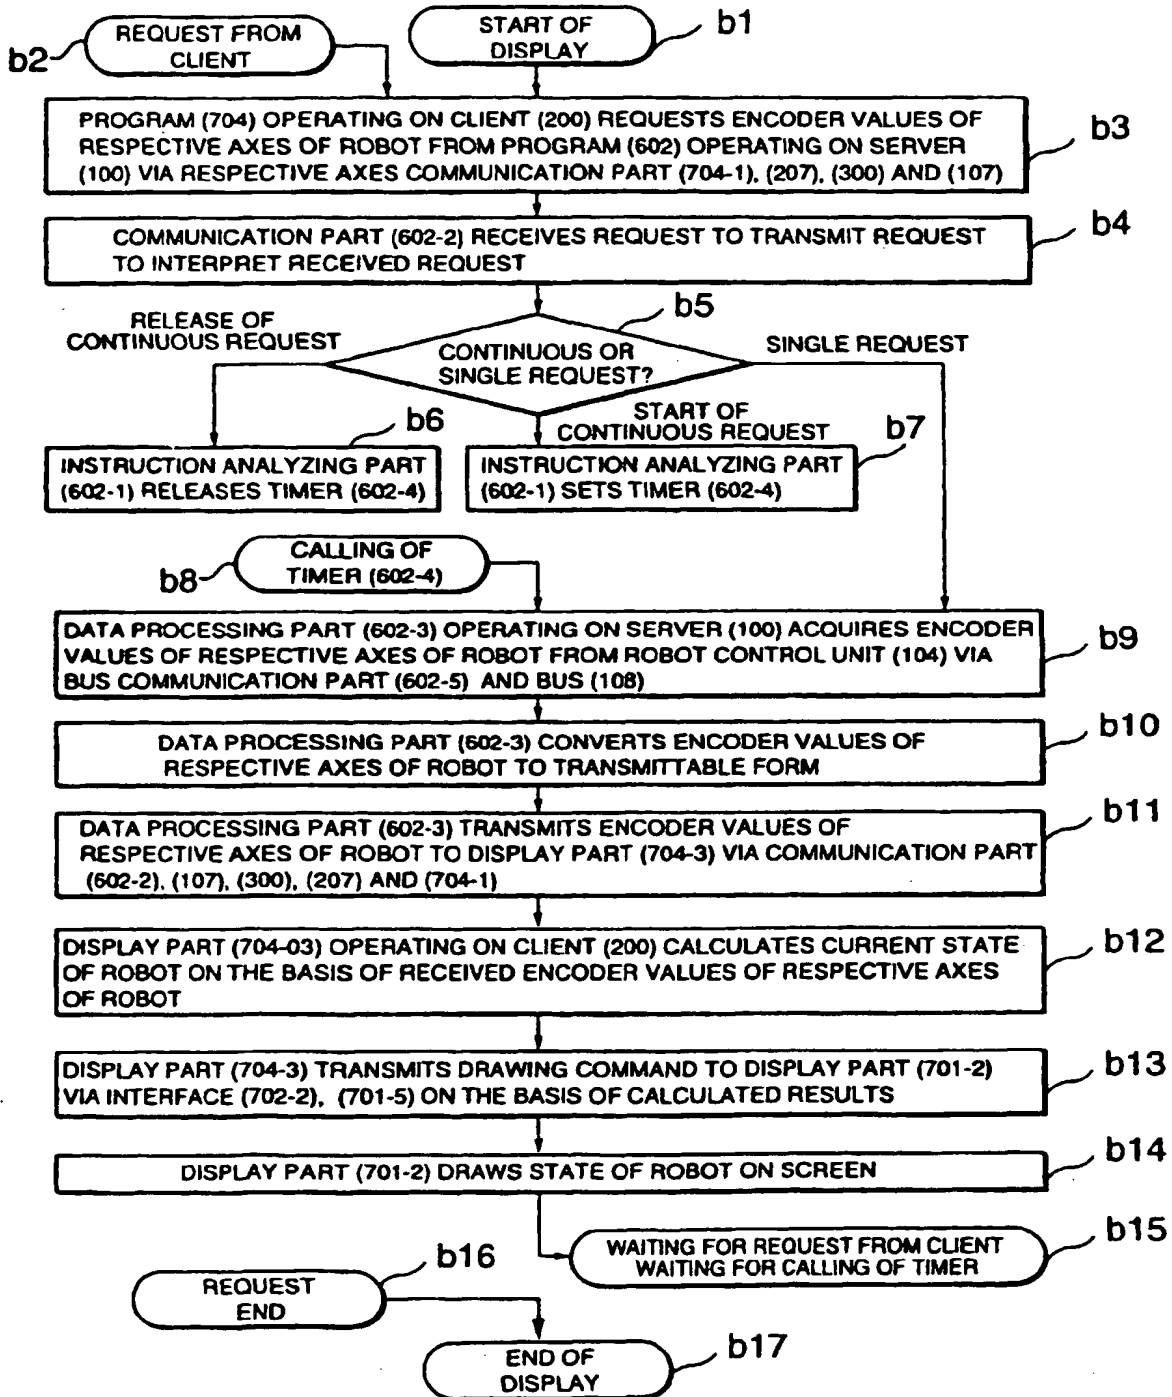 b1
START OF
DISPLAY
b2
REQUEST FROM
CLIENT
b3
PROGRAM (704) OPERATING ON CLIENT (200) REQUESTS ENCODER VALUES OF
RESPECTIVE AXES OF ROBOT FROM PROGRAM (602) OPERATING ON SERVER
(100) VIA RESPECTIVE AXES COMMUNICATION PART (704-1), (207), (300) AND (107)
b4
COMMUNICATION PART (602-2) RECEIVES REQUEST TO TRANSMIT REQUEST
TO INTERPRET RECEIVED REQUEST
b5
CONTINUOUS OR
SINGLE REQUEST?
RELEASE OF
CONTINUOUS REQUEST
SINGLE REQUEST
START OF
CONTINUOUS REQUEST
b6
INSTRUCTION ANALYZING PART
(602-1) RELEASES TIMER (602-4)
b7
INSTRUCTION ANALYZING PART
(602-1) SETS TIMER (602-4)
b8
CALLING OF
TIMER (602-4)
b9
DATA PROCESSING PART (602-3) OPERATING ON SERVER (100) ACQUIRES ENCODER
VALUES OF RESPECTIVE AXES OF ROBOT FROM ROBOT CONTROL UNIT (104) VIA
BUS COMMUNICATION PART (602-5) AND BUS (108)
b10
DATA PROCESSING PART (602-3) CONVERTS ENCODER VALUES OF
RESPECTIVE AXES OF ROBOT TO TRANSMITTABLE FORM
b11
DATA PROCESSING PART (602-3) TRANSMITS ENCODER VALUES OF
RESPECTIVE AXES OF ROBOT TO DISPLAY PART (704-3) VIA COMMUNICATION PART
(602-2), (107), (300), (207) AND (704-1)
b12
DISPLAY PART (704-03) OPERATING ON CLIENT (200) CALCULATES CURRENT STATE
OF ROBOT ON THE BASIS OF RECEIVED ENCODER VALUES OF RESPECTIVE AXES
OF ROBOT
b13
DISPLAY PART (704-3) TRANSMITS DRAWING COMMAND TO DISPLAY PART (701-2)
VIA INTERFACE (702-2), (701-5) ON THE BASIS OF CALCULATED RESULTS
b14
DISPLAY PART (701-2) DRAWS STATE OF ROBOT ON SCREEN
b15
WAITING FOR REQUEST FROM CLIENT
WAITING FOR CALLING OF TIMER
b16
REQUEST
END
b17
END OF
DISPLAY